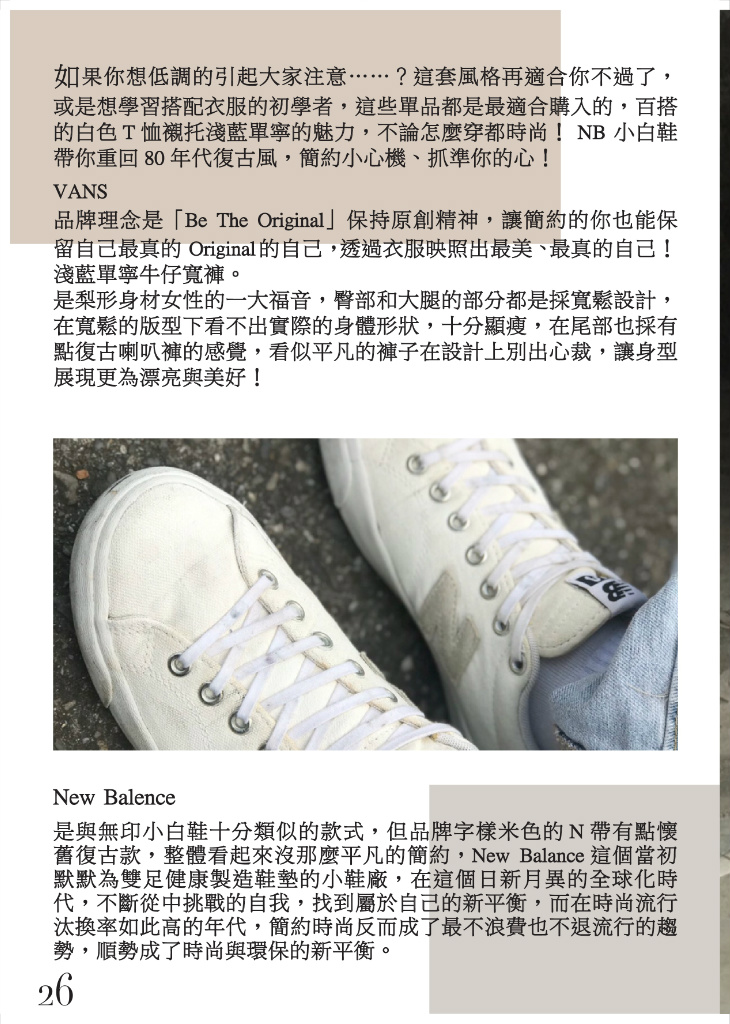 如果你想低調的引起大家注意……？這套風格再適合你不過了，
或是想學習搭配衣服的初學者，這些單品都是最適合購入的，百搭
的白色 T 恤襯托淺藍單寧的魅力，不論怎麼穿都時尚！ NB 小白鞋
帶你重回 80 年代復古風，簡約小心機、抓準你的心！
VANS
品牌理念是「Be The Original」保持原創精神，讓簡約的你也能保
留自己最真的 Original 的自己，透過衣服映照出最美、最真的自己！
淺藍單寧牛仔寬褲。
是梨形身材女性的一大福音，臀部和大腿的部分都是採寬鬆設計，
在寬鬆的版型下看不出實際的身體形狀，十分顯瘦，在尾部也採有
點復古喇叭褲的感覺，看似平凡的褲子在設計上別出心裁，讓身型
展現更為漂亮與美好！
New Balence
是與無印小白鞋十分類似的款式，但品牌字樣米色的 N 帶有點懷
舊復古款，整體看起來沒那麼平凡的簡約，New Balance 這個當初
默默為雙足健康製造鞋墊的小鞋廠，在這個日新月異的全球化時
代，不斷從中挑戰的自我，找到屬於自己的新平衡，而在時尚流行
汰換率如此高的年代，簡約時尚反而成了最不浪費也不退流行的趨
勢，順勢成了時尚與環保的新平衡。
26